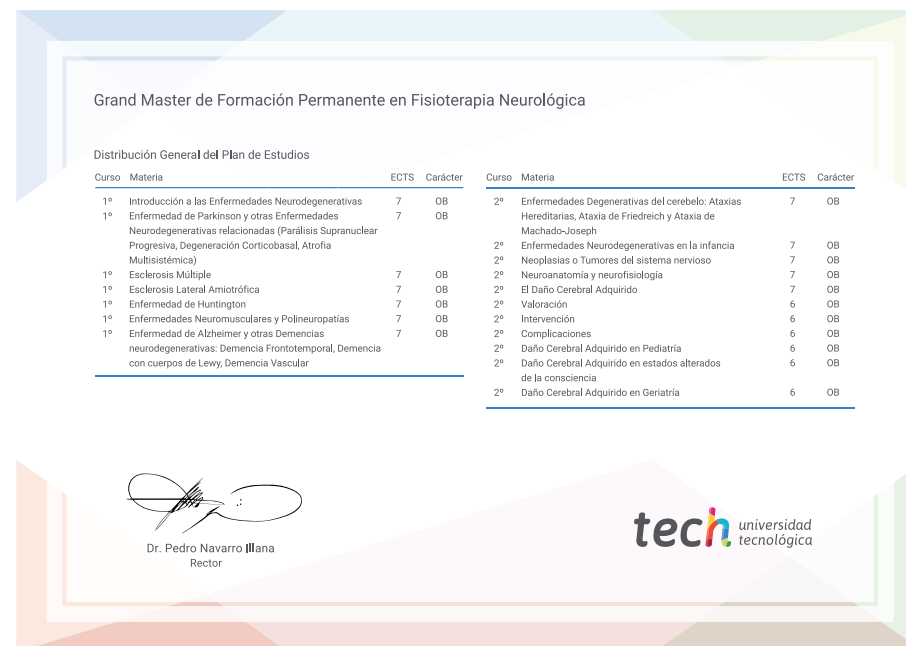 Grand Master de Formación Permanente en Fisioterapia Neurológica
Distribución General del Plan de Estudios
Curso Materia ECTS Carácter
1º Introducción a las Enfermedades Neurodegenerativas 7 OB
1º Enfermedad de Parkinson y otras Enfermedades 7 OB
Neurodegenerativas relacionadas (Parálisis Supranuclear
Progresiva, Degeneración Corticobasal, Atrofia
Multisistémica)
1º Esclerosis Múltiple 7 OB
1º Esclerosis Lateral Amiotrófica 7 OB
1º Enfermedad de Huntington 7 OB
1º Enfermedades Neuromusculares y Polineuropatías 7 OB
1º Enfermedad de Alzheimer y otras Demencias 7 OB
neurodegenerativas: Demencia Frontotemporal, Demencia
con cuerpos de Lewy, Demencia Vascular
Curso Materia ECTS Carácter
2º Enfermedades Degenerativas del cerebelo: Ataxias 7 OB
Hereditarias, Ataxia de Friedreich y Ataxia de
Machado-Joseph
2º Enfermedades Neurodegenerativas en la infancia 7 OB
2º Neoplasias o Tumores del sistema nervioso 7 OB
2º Neuroanatomía y neurofisiología 7 OB
2º El Daño Cerebral Adquirido 7 OB
2º Valoración 6 OB
2º Intervención 6 OB
2º Complicaciones 6 OB
2º Daño Cerebral Adquirido en Pediatría 6 OB
2º Daño Cerebral Adquirido en estados alterados 6 OB
de la consciencia
2º Daño Cerebral Adquirido en Geriatría 6 OB
Dr. Pedro Navarro Illana
Rector
tech universidad
tecnológica